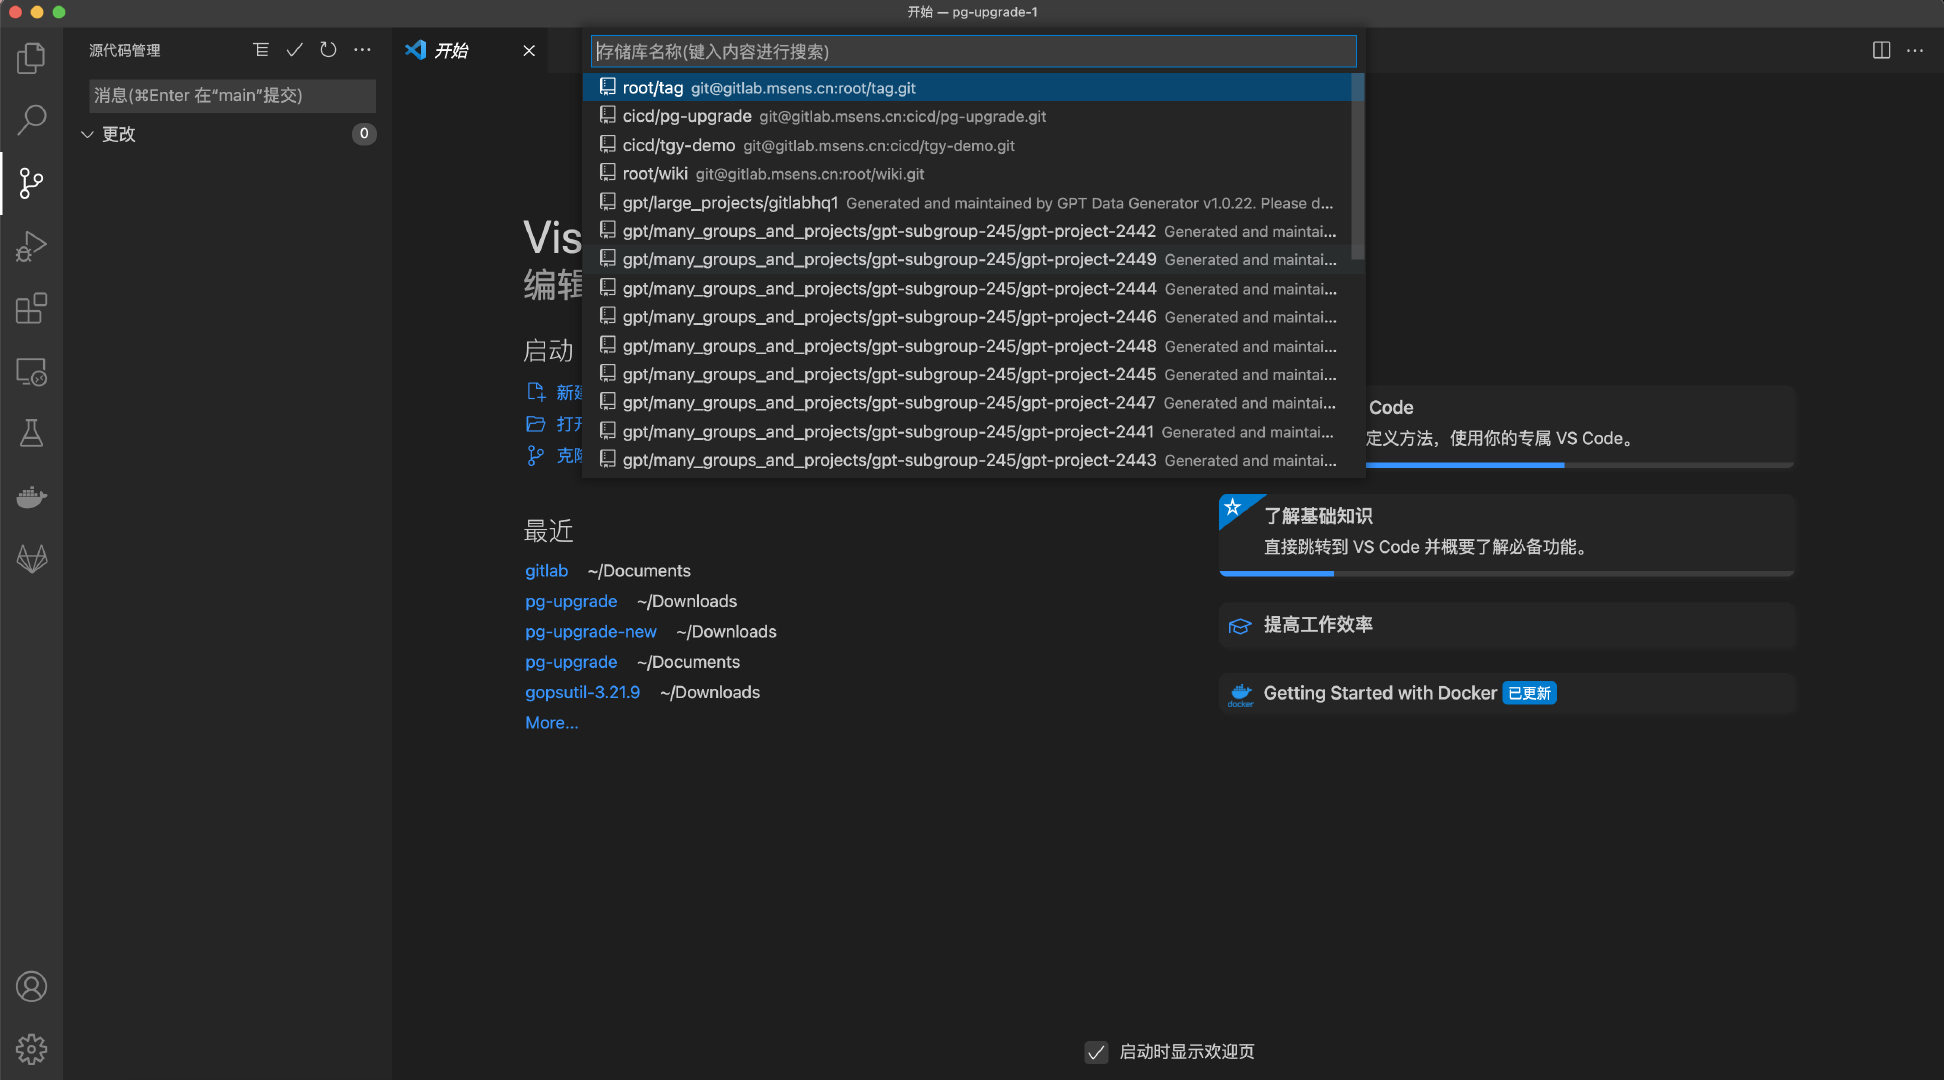 开始 — pg-upgrade-1
源代码管理
开始
存储库名称(键入内容进行搜索)
消息(⌘Enter 在“main”提交)
更改
0
root/tag git@gitlab.msens.cn:root/tag.git
cicd/pg-upgrade git@gitlab.msens.cn:cicd/pg-upgrade.git
cicd/tgy-demo git@gitlab.msens.cn:cicd/tgy-demo.git
root/wiki git@gitlab.msens.cn:root/wiki.git
gpt/large_projects/gitlabhq1 Generated and maintained by GPT Data Generator v1.0.22. Please d...
gpt/many_groups_and_projects/gpt-subgroup-245/gpt-project-2442 Generated and maintai...
gpt/many_groups_and_projects/gpt-subgroup-245/gpt-project-2449 Generated and maintai...
gpt/many_groups_and_projects/gpt-subgroup-245/gpt-project-2444 Generated and maintai...
gpt/many_groups_and_projects/gpt-subgroup-245/gpt-project-2446 Generated and maintai...
gpt/many_groups_and_projects/gpt-subgroup-245/gpt-project-2448 Generated and maintai...
gpt/many_groups_and_projects/gpt-subgroup-245/gpt-project-2445 Generated and maintai...
gpt/many_groups_and_projects/gpt-subgroup-245/gpt-project-2447 Generated and maintai...
gpt/many_groups_and_projects/gpt-subgroup-245/gpt-project-2441 Generated and maintai...
gpt/many_groups_and_projects/gpt-subgroup-245/gpt-project-2443 Generated and maintai...
Vis
编辑
启动
新建
打开
克隆
最近
gitlab ~/Documents
pg-upgrade ~/Downloads
pg-upgrade-new ~/Downloads
pg-upgrade ~/Documents
gopsutil-3.21.9 ~/Downloads
More...
Code
定义方法，使用你的专属 VS Code。
了解基础知识
直接跳转到 VS Code 并概要了解必备功能。
提高工作效率
docker
Getting Started with Docker 已更新
启动时显示欢迎页